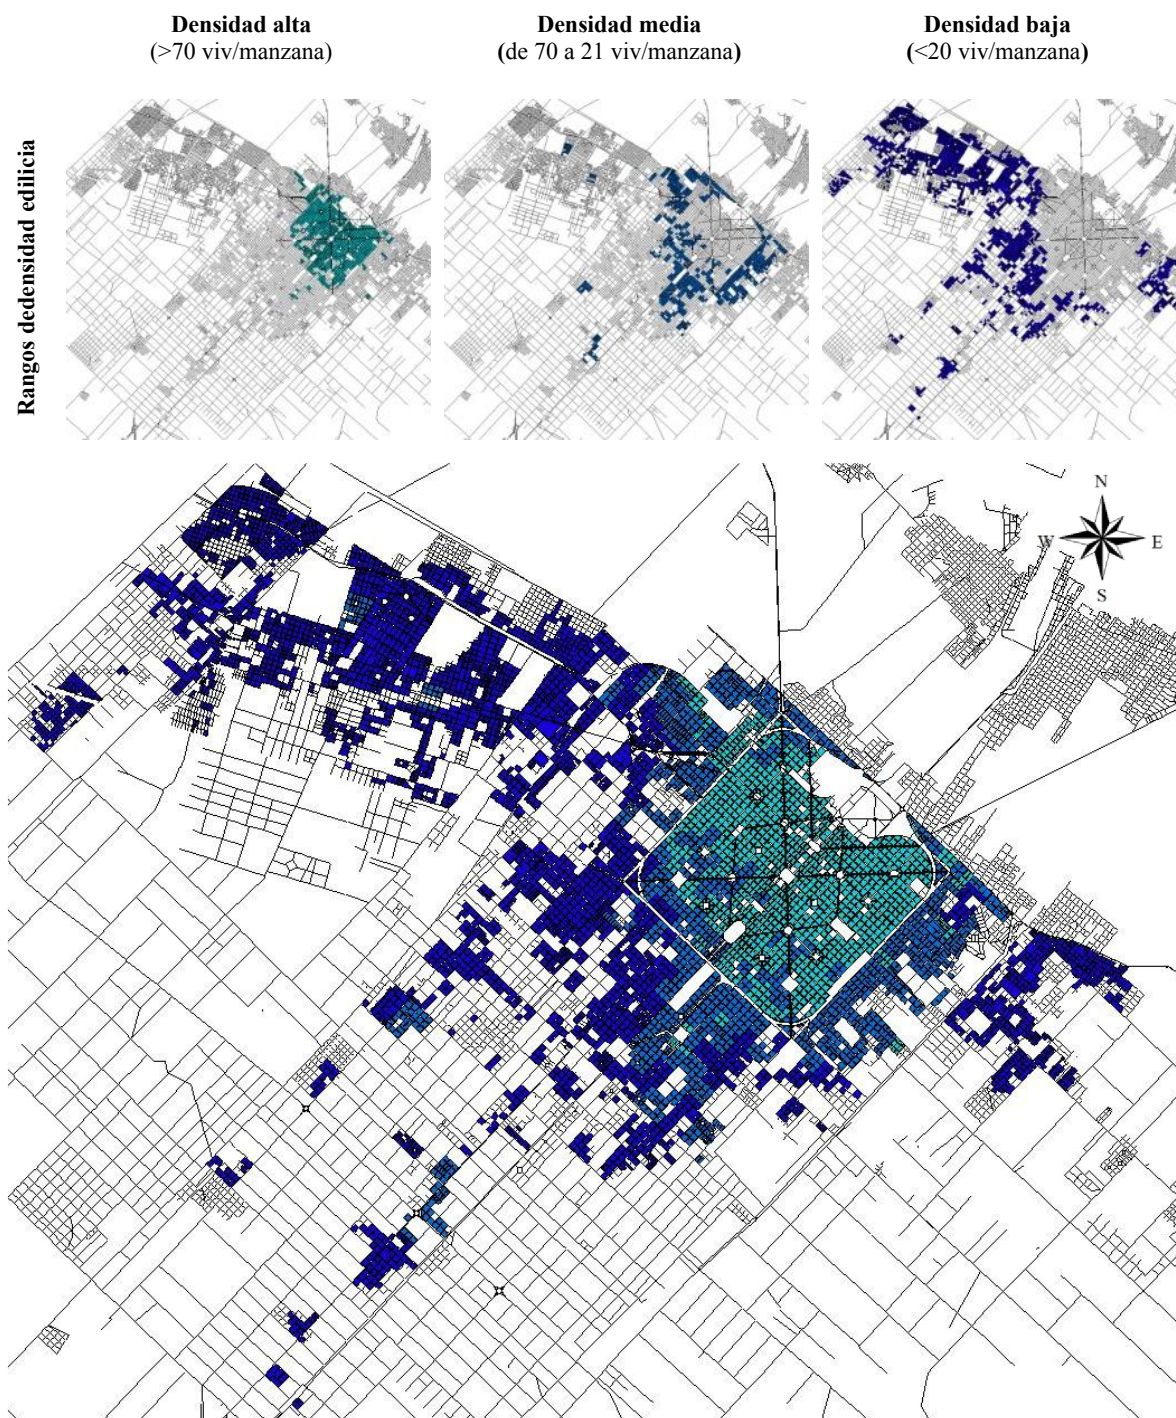 Densidad alta
(>70 viv/manzana)
Densidad media
(de 70 a 21 viv/manzana)
Densidad baja
(<20 viv/manzana)
Rangos dedensidad edilicia
N
W E
S